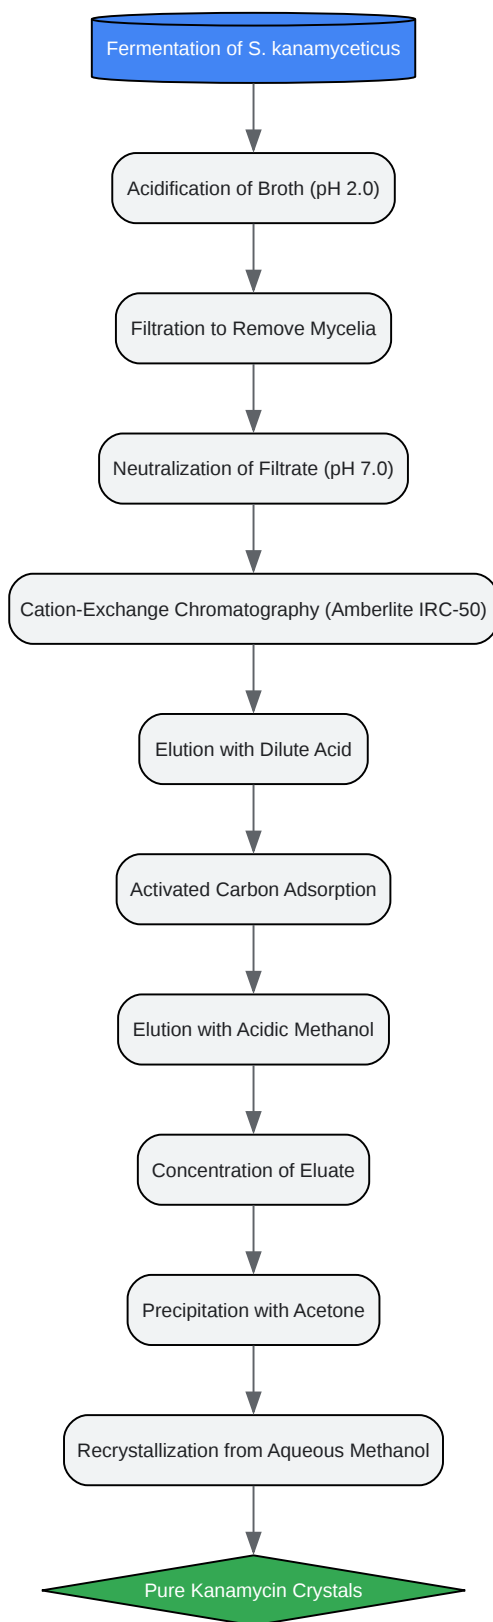 Fermentation of S. kanamyceticus
Acidification of Broth (pH 2.0)
Filtration to Remove Mycelia
Neutralization of Filtrate (pH 7.0)
Cation-Exchange Chromatography (Amberlite IRC-50)
Elution with Dilute Acid
Activated Carbon Adsorption
Elution with Acidic Methanol
Concentration of Eluate
Precipitation with Acetone
Recrystallization from Aqueous Methanol
Pure Kanamycin Crystals